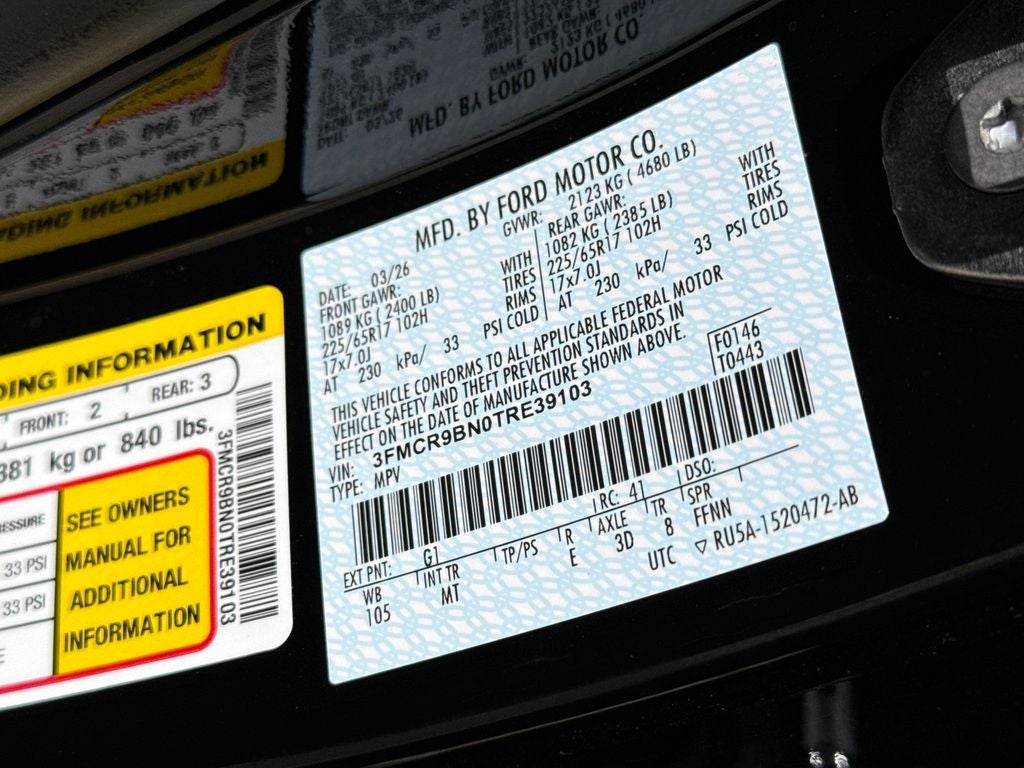 MFD. BY FORD MOTOR CO.
DATE: 03/26 GVWR: 2123 KG ( 4680 LB)
FRONT GAWR: REAR GAWR:
1089 KG ( 2400 LB) WITH 1082 KG ( 2385 LB) WITH
225/65R17 102H TIRES 225/65R17 102H TIRES
17x7.0J RIMS 17x7.0J RIMS
AT 230 kPa/ 33 PSI COLD AT 230 kPa/ 33 PSI COLD
THIS VEHICLE CONFORMS TO ALL APPLICABLE FEDERAL MOTOR
VEHICLE SAFETY AND THEFT PREVENTION STANDARDS IN
EFFECT ON THE DATE OF MANUFACTURE SHOWN ABOVE.
F0146
T0443
VIN: 3FMCR9BN0TRE39103
TYPE: MPV
EXT PNT: G1 RC: 41 DSO:
WB INT TR TP/PS R AXLE TR SPR
105 MT E 3D 8 FFNN
UTC ▽ RU5A-1520472-AB
DING INFORMATION
FRONT: 2 REAR: 3
381 kg or 840 lbs.
RESSURE
33 PSI
33 PSI
SEE OWNERS
MANUAL FOR
ADDITIONAL
INFORMATION
3FMCR9BN0TRE39103